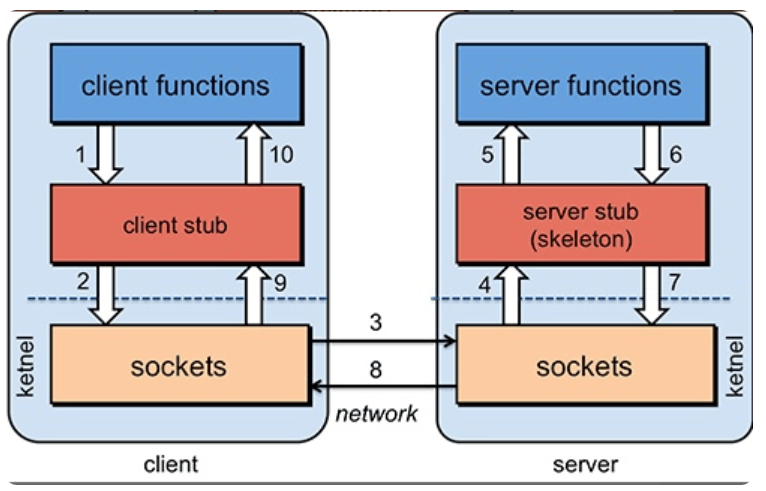 client functions
server functions
1
10
5
6
client stub
server stub
(skeleton)
2
9
4
7
ketnel
sockets
3
8
network
sockets
ketnel
client
server